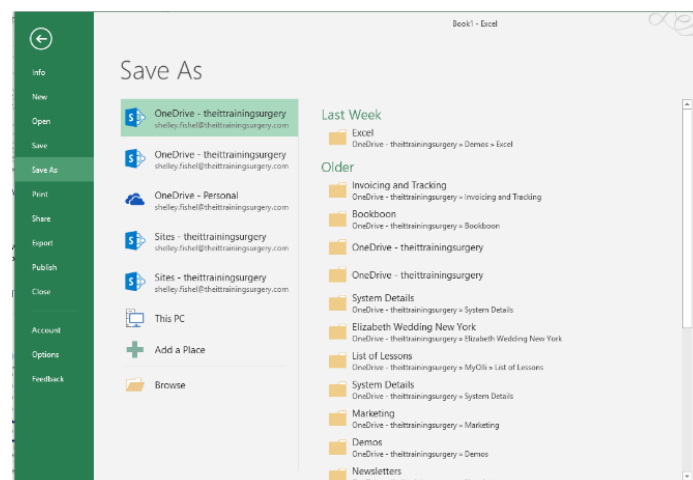 Book1 - Excel
Info
New
Open
Save
Save As
Print
Share
Export
Publish
Close
Account
Options
Feedback
Save As
OneDrive - theittrainingsurgery
shelley.fishel@theittrainingsurgery.com
OneDrive - theittrainingsurgery
shelley.fishel@theittrainingsurgery.com
OneDrive - Personal
shelley.fishel@theittrainingsurgery.com
Sites - theittrainingsurgery
shelley.fishel@theittrainingsurgery.com
Sites - theittrainingsurgery
shelley.fishel@theittrainingsurgery.com
This PC
Add a Place
Browse
Last Week
Excel
OneDrive - theittrainingsurgery » Demos » Excel
Older
Invoicing and Tracking
OneDrive - theittrainingsurgery » Invoicing and Tracking
Bookboon
OneDrive - theittrainingsurgery » Bookboon
OneDrive - theittrainingsurgery
OneDrive - theittrainingsurgery
System Details
OneDrive - theittrainingsurgery » System Details
Elizabeth Wedding New York
OneDrive - theittrainingsurgery » Elizabeth Wedding New York
List of Lessons
OneDrive - theittrainingsurgery » MyOlli » List of Lessons
System Details
OneDrive - theittrainingsurgery » System Details
Marketing
OneDrive - theittrainingsurgery » Marketing
Demos
OneDrive - theittrainingsurgery » Demos
Newsletters